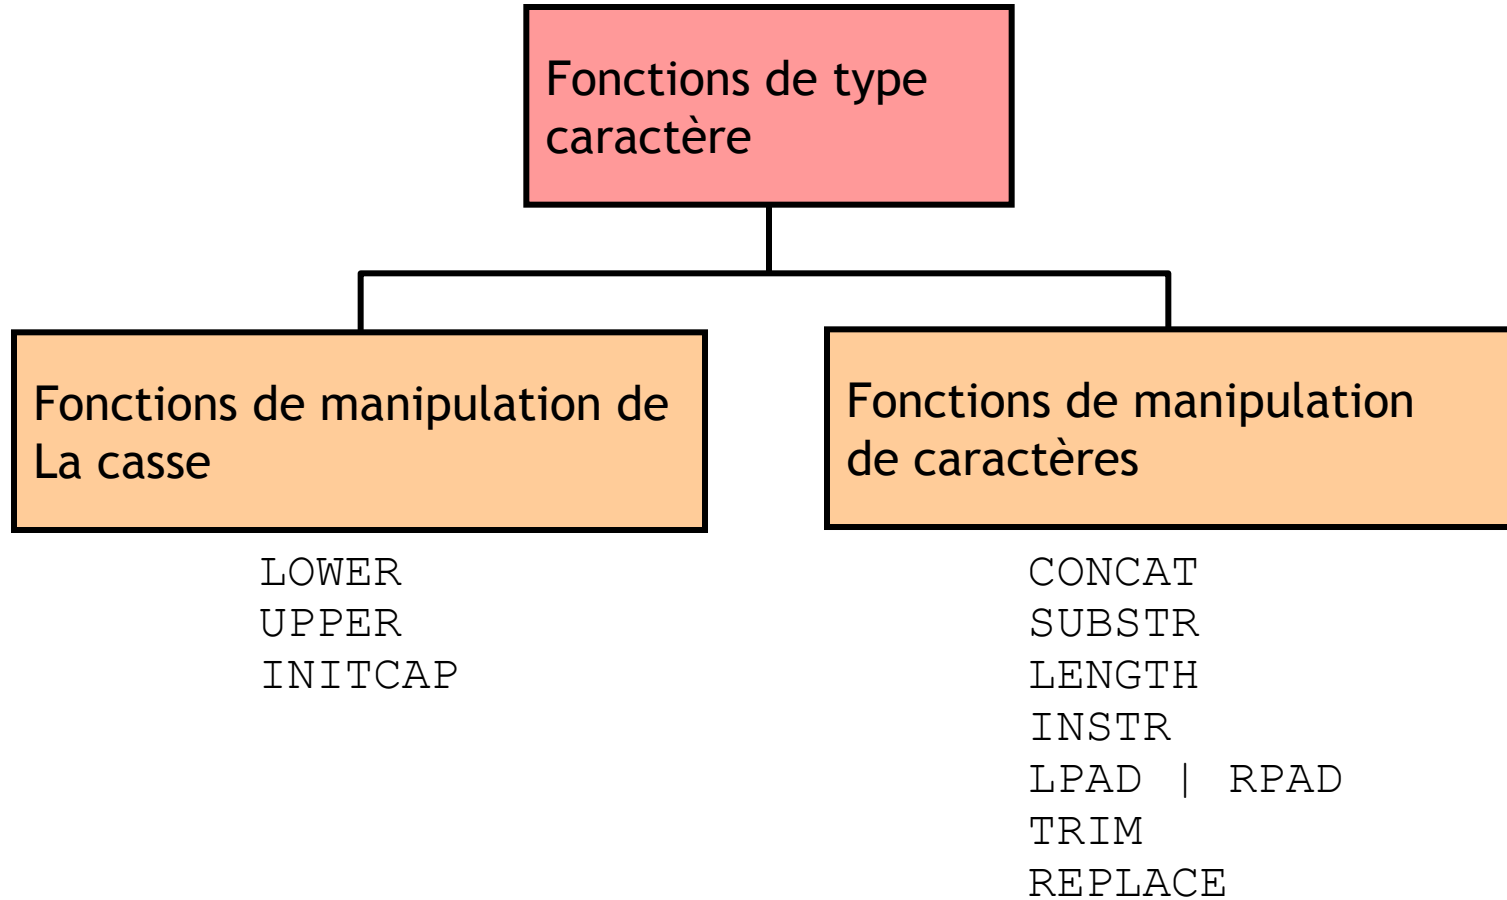 Fonctions de type
caractère
Fonctions de manipulation de
La casse
LOWER
UPPER
INITCAP
Fonctions de manipulation
de caractères
CONCAT
SUBSTR
LENGTH
INSTR
LPAD | RPAD
TRIM
REPLACE